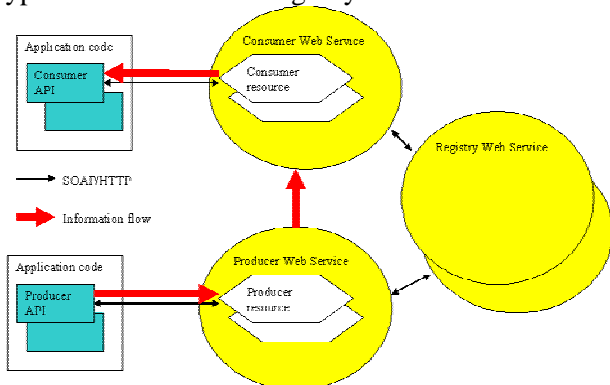 Application code
Consumer
API
Consumer Web Service
Consumer
resource
Registry Web Service
SOAP/HTTP
Information flow
Application code
Producer
API
Producer Web Service
Producer
resource